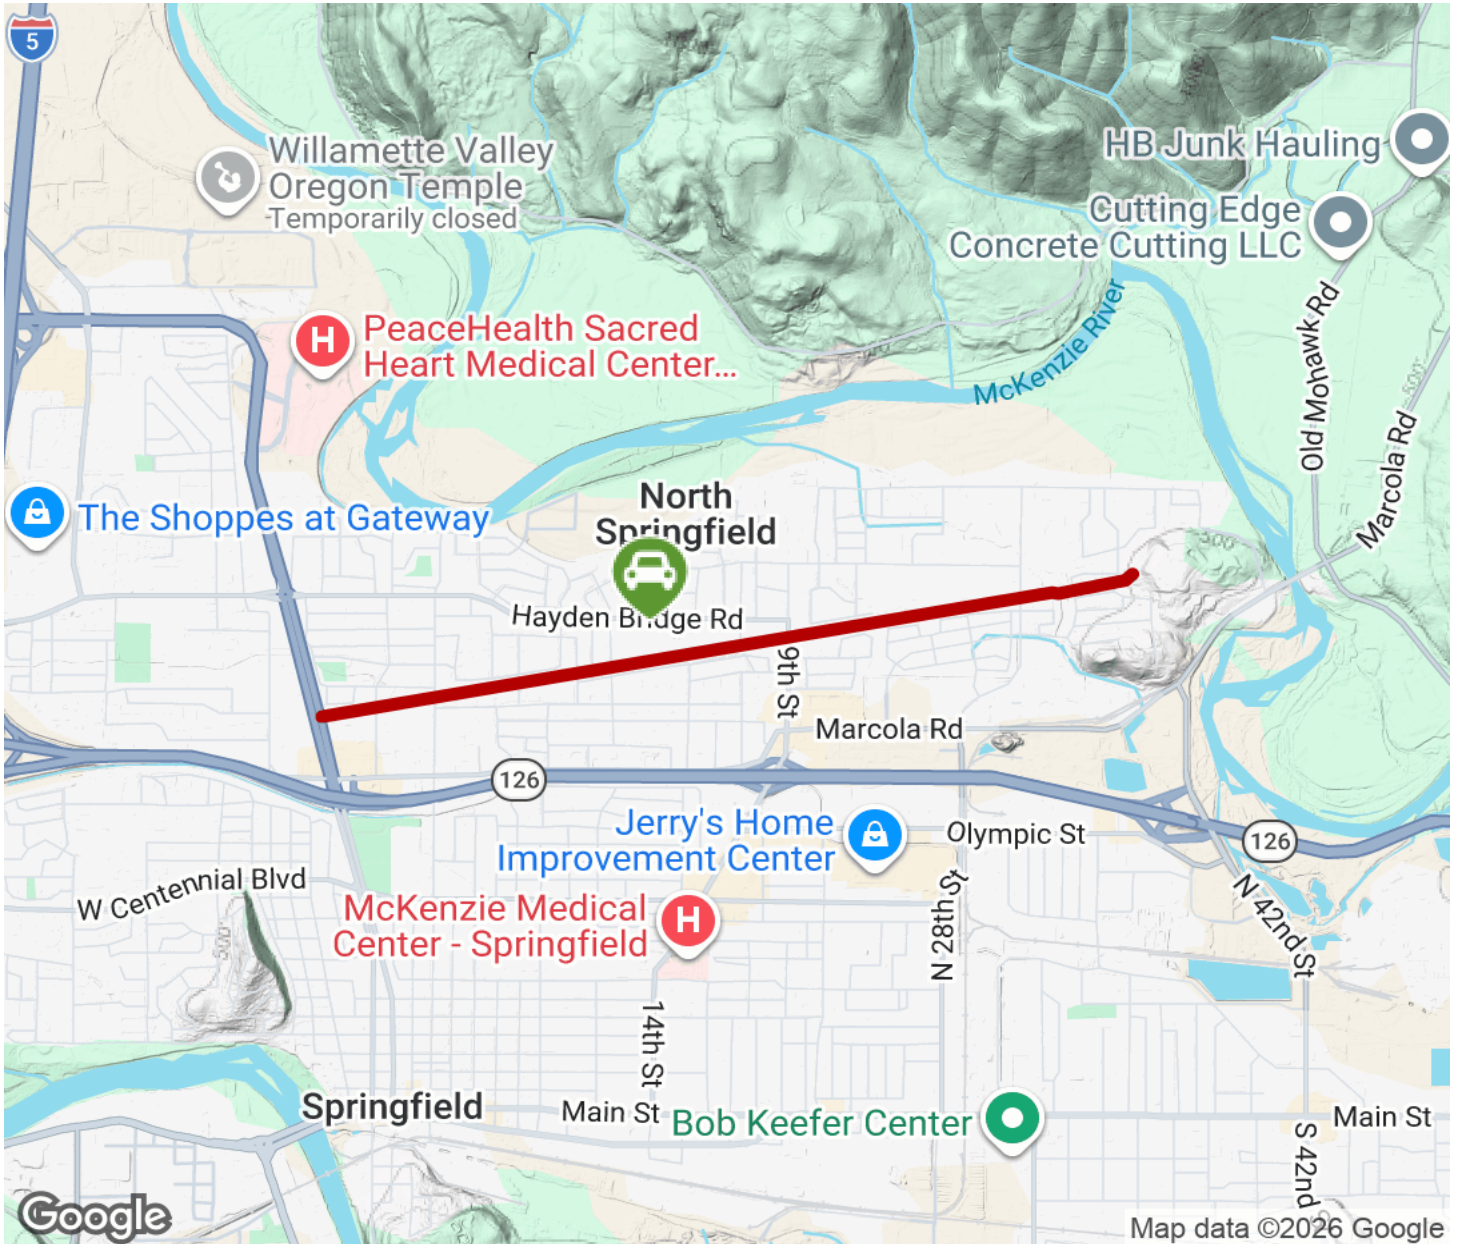 5
Willamette Valley
Oregon Temple
Temporarily closed
HB Junk Hauling
Cutting Edge
Concrete Cutting LLC
PeaceHealth Sacred
Heart Medical Center...
McKenzie River
Old Mohawk Rd
500'
Marcola Rd
The Shoppes at Gateway
North
Springfield
500'
Hayden Bridge Rd
9th St
Marcola Rd
126
Jerry's Home
Improvement Center
Olympic St
126
W Centennial Blvd
N 28th St
N 42nd St
McKenzie Medical
Center - Springfield
H
H
14th St
Springfield
Main St
Bob Keefer Center
Main St
S 42nd
Google
Map data ©2026 Google